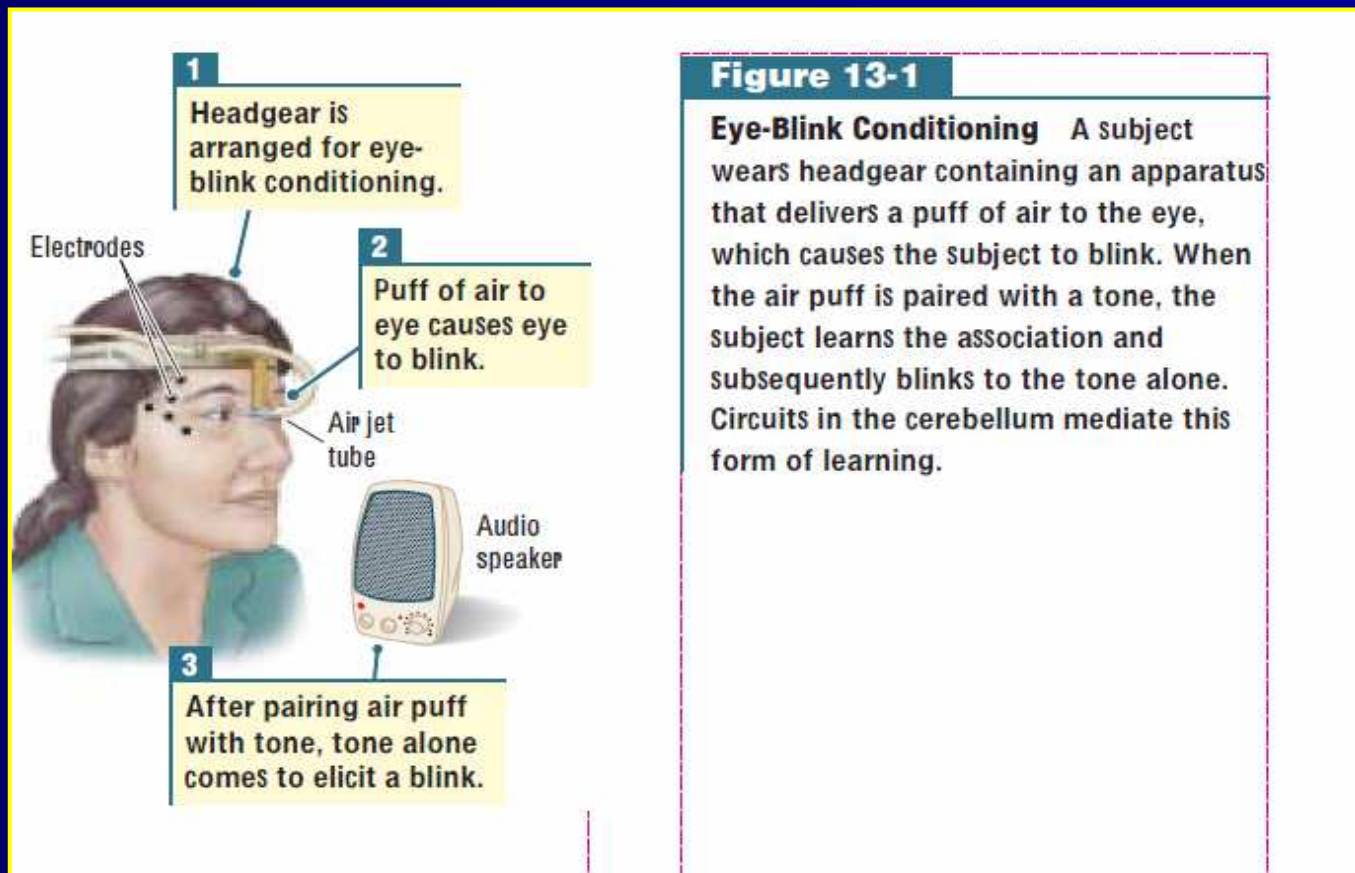 1
Headgear is
arranged for eye-
blink conditioning.
Electrodes
2
Puff of air to
eye causes eye
to blink.
Air jet
tube
Audio
speaker
3
After pairing air puff
with tone, tone alone
comes to elicit a blink.
Figure 13-1
Eye-Blink Conditioning A subject
wears headgear containing an apparatus
that delivers a puff of air to the eye,
which causes the subject to blink. When
the air puff is paired with a tone, the
subject learns the association and
subsequently blinks to the tone alone.
Circuits in the cerebellum mediate this
form of learning.